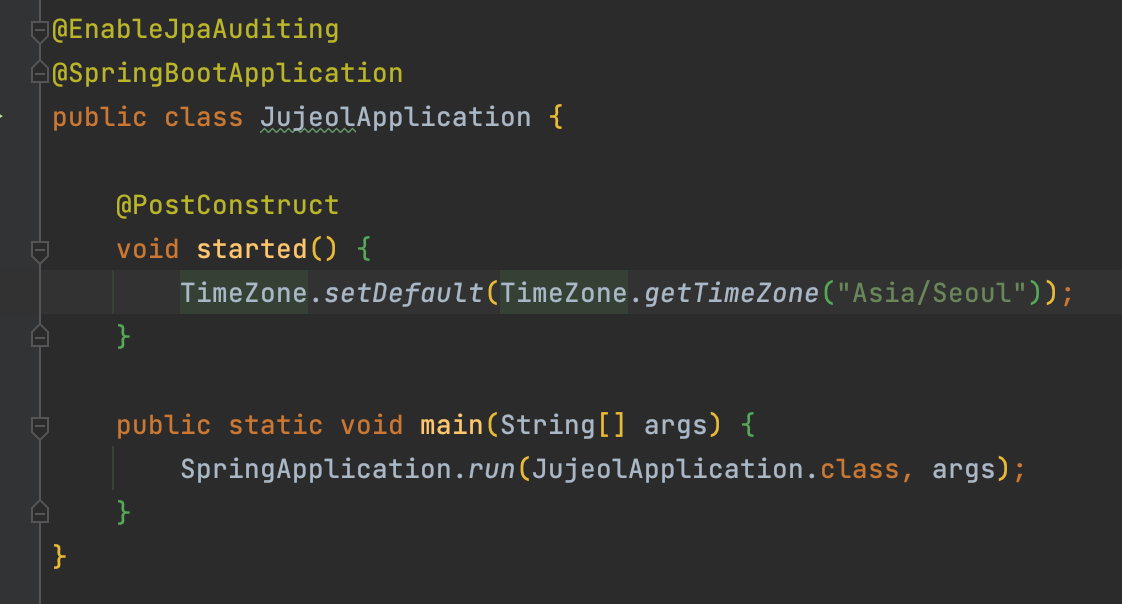 @EnableJpaAuditing
@SpringBootApplication
public class JujeolApplication {
@PostConstruct
void started() {
TimeZone.setDefault(TimeZone.getTimeZone("Asia/Seoul"));
}
public static void main(String[] args) {
SpringApplication.run(JujeolApplication.class, args);
}
}